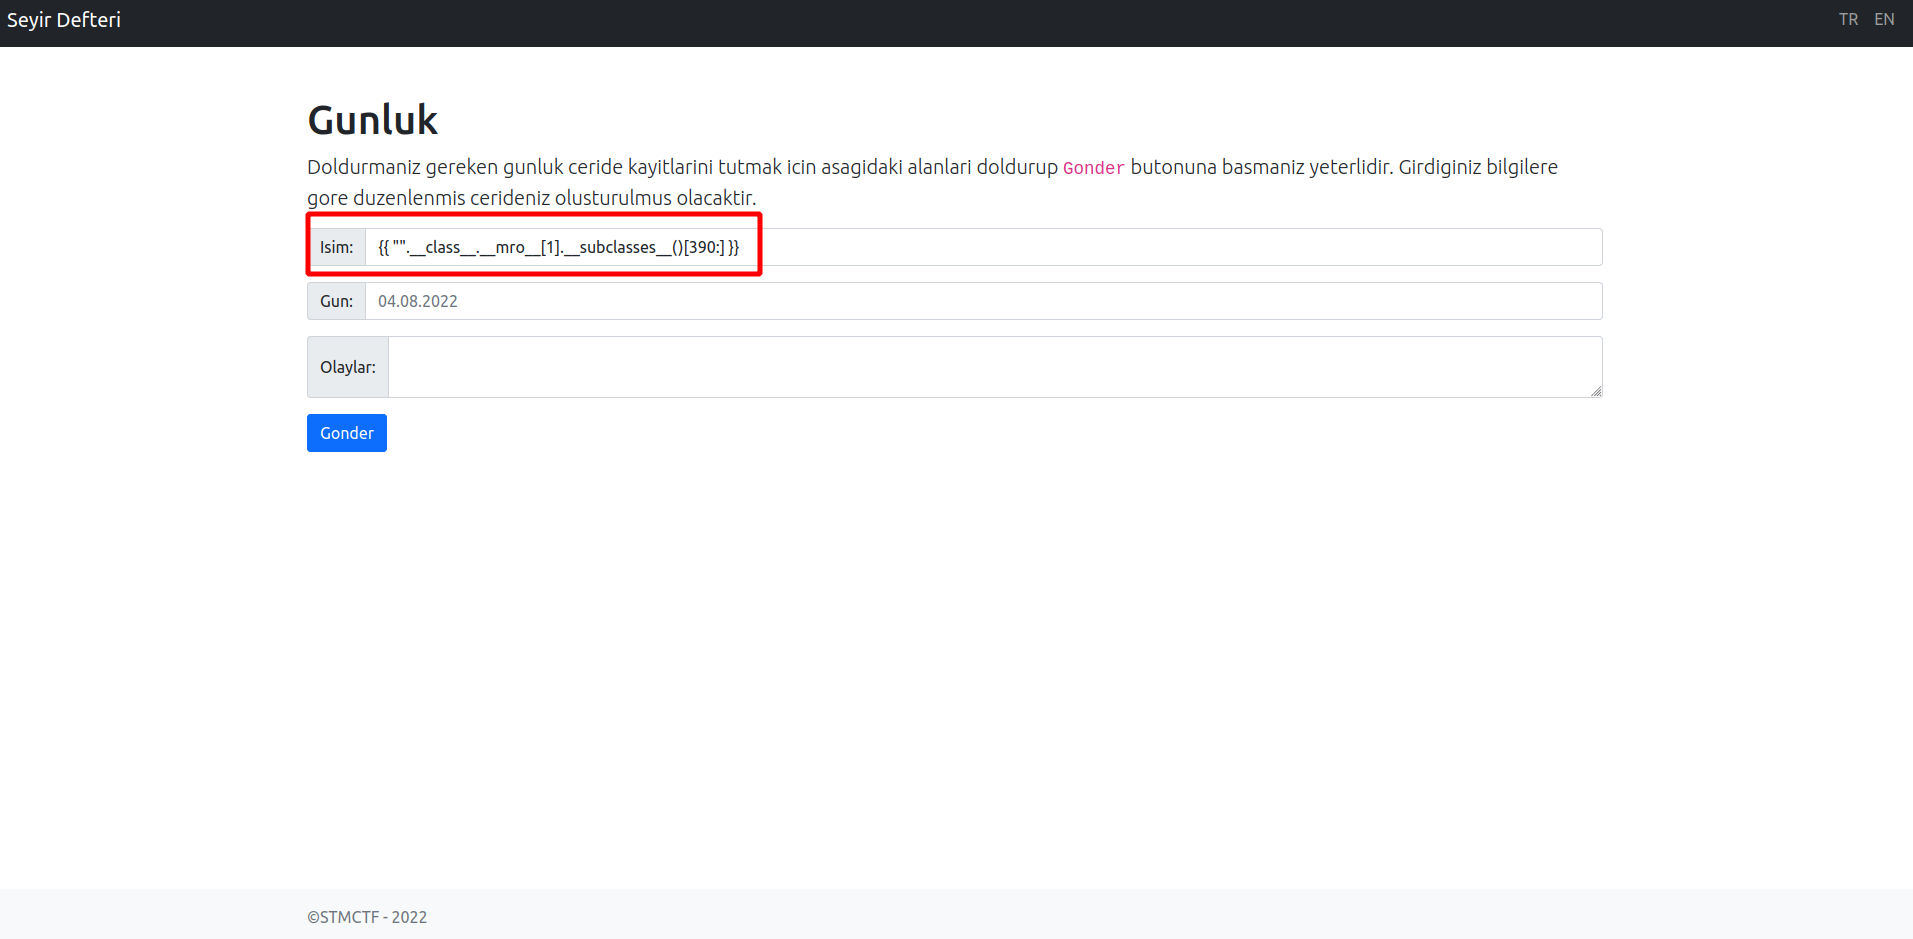 Seyir Defteri
TR EN
Gunluk
Doldurmaniz gereken gunluk ceride kayitlarini tutmak icin asagidaki alanlari doldurup Gonder butonuna basmaniz yeterlidir. Girdiginiz bilgilere
gore duzenlenmis cerideniz olusturulmus olacaktir.
Isim: {{ "".__class__.__mro__[1].__subclasses__()[390:] }}
Gun: 04.08.2022
Olaylar:
Gonder
©STMCTF - 2022